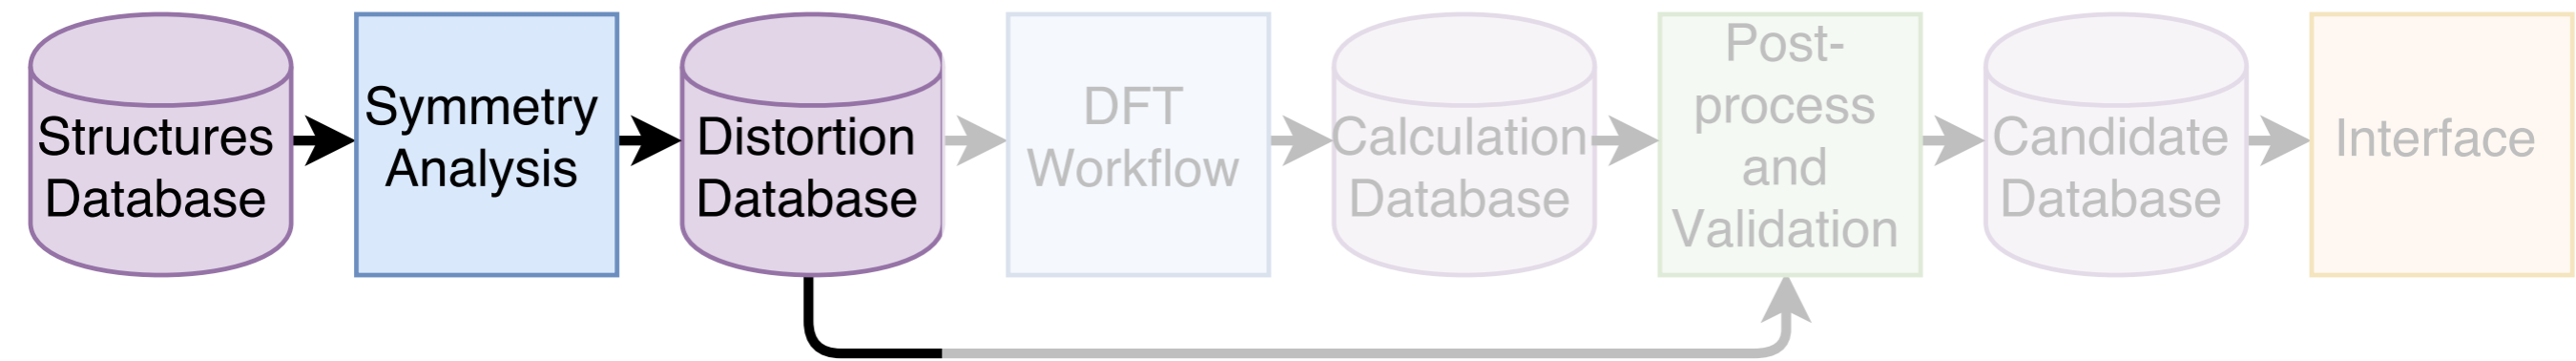 Structures
Database
Symmetry
Analysis
Distortion
Database
DFT
Workflow
Calculation
Database
Post-
process
and
Validation
Candidate
Database
Interface